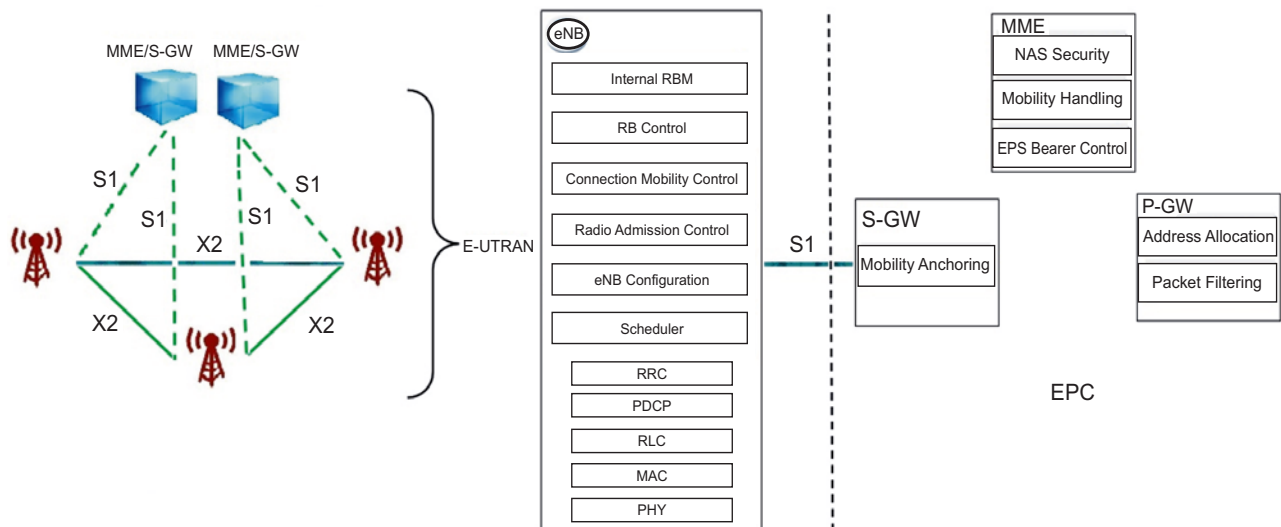 MME/S-GW
MME/S-GW
S1
S1
S1
S1
X2
X2
X2
E-UTRAN
eNB
Internal RBM
RB Control
Connection Mobility Control
Radio Admission Control
eNB Configuration
Scheduler
RRC
PDCP
RLC
MAC
PHY
S1
MME
NAS Security
Mobility Handling
EPS Bearer Control
S-GW
Mobility Anchoring
P-GW
Address Allocation
Packet Filtering
EPC